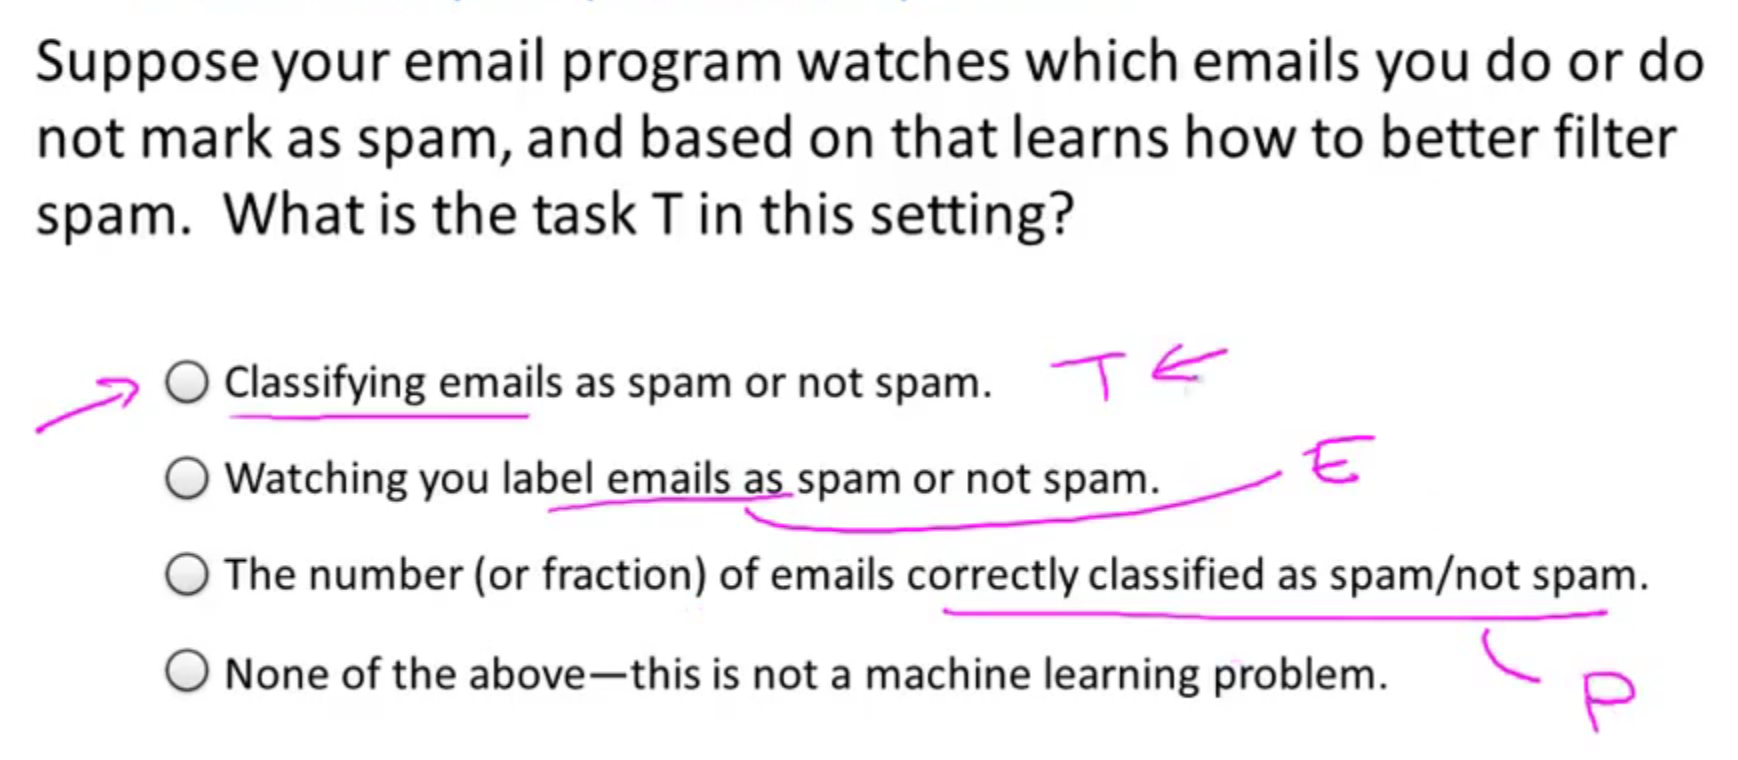 Suppose your email program watches which emails you do or do
not mark as spam, and based on that learns how to better filter
spam.  What is the task T in this setting?
Classifying emails as spam or not spam. T
Watching you label emails as spam or not spam. E
The number (or fraction) of emails correctly classified as spam/not spam.
None of the above—this is not a machine learning problem. P